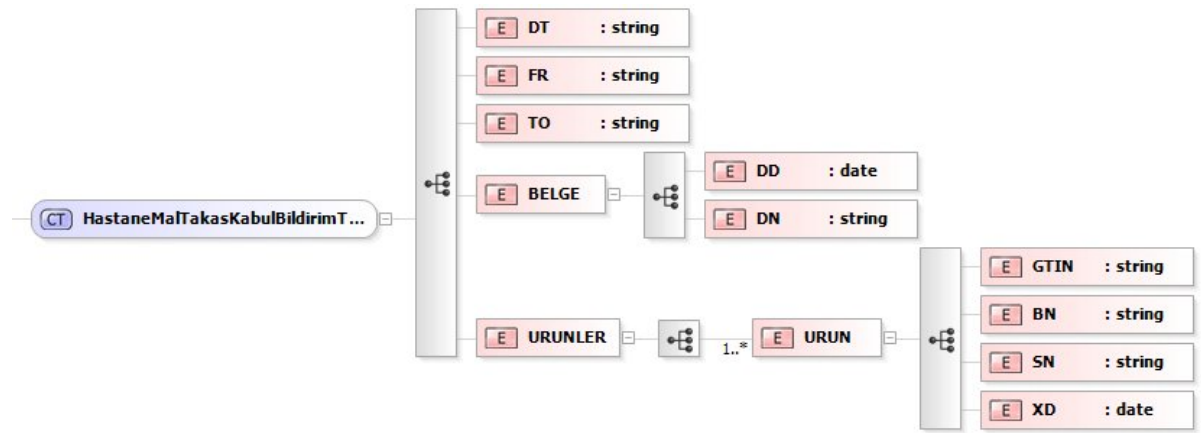 E DT : string
E FR : string
E TO : string
E DD : date
E BELGE
E DN : string
CT HastaneMalTakasKabulBildirimT...
E GTIN : string
E BN : string
E URUNLER
1..*
E URUN
E SN : string
E XD : date